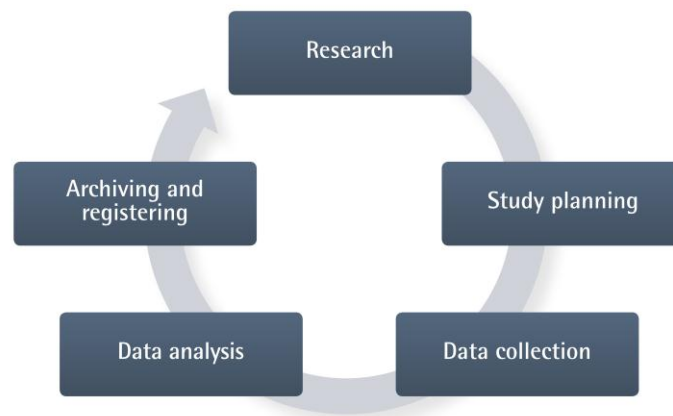 Research
Study planning
Data collection
Data analysis
Archiving and
registering